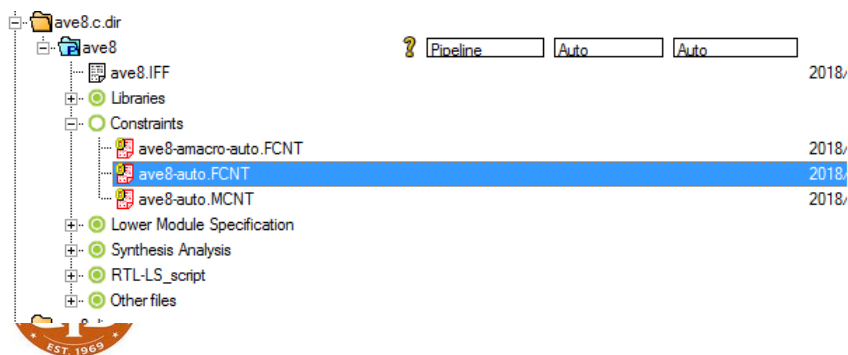 ave8.c.dir
ave8 Pipeline Auto Auto
ave8.IFF 2018/
Libraries
Constraints
ave8-amacro-auto.FCNT 2018/
ave8-auto.FCNT 2018/
ave8-auto.MCNT 2018/
Lower Module Specification
Synthesis Analysis
RTL-LS_script
Other files
EST. 1969